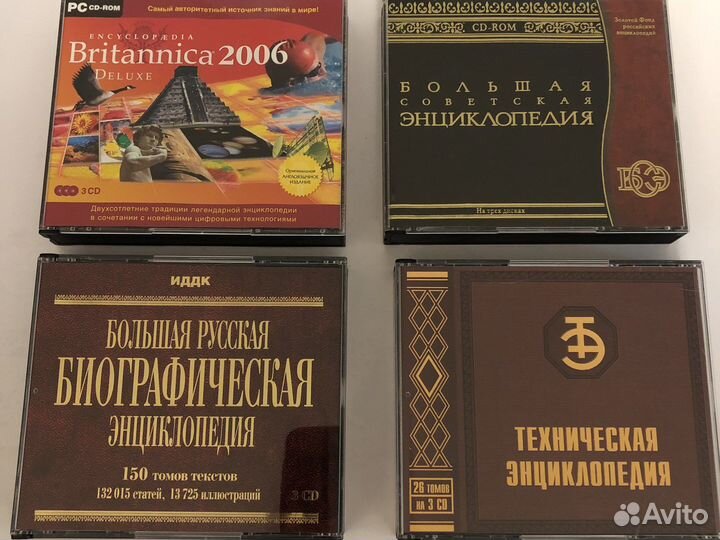 PC CD-ROM
Самый авторитетный источник знаний в мире!
ENCYCLOPÆDIA
Britannica 2006
DELUXE
Оригинальное
АНГЛОЯЗЫЧНОЕ
ИЗДАНИЕ
3 CD
Двухсотлетние традиции легендарной энциклопедии
в сочетании с новейшими цифровыми технологиями
CD-ROM
Золотой Фонд
российских
энциклопедий
БОЛЬШАЯ
СОВЕТСКАЯ
ЭНЦИКЛОПЕДИЯ
БСЭ
На трех дисках
ИДДК
БОЛЬШАЯ РУССКАЯ
БИОГРАФИЧЕСКАЯ
ЭНЦИКЛОПЕДИЯ
150 томов текстов
132 015 статей, 13 725 иллюстраций
3 CD
ТЭ
ТЕХНИЧЕСКАЯ
ЭНЦИКЛОПЕДИЯ
26 ТОМОВ
НА 3 CD
Avito